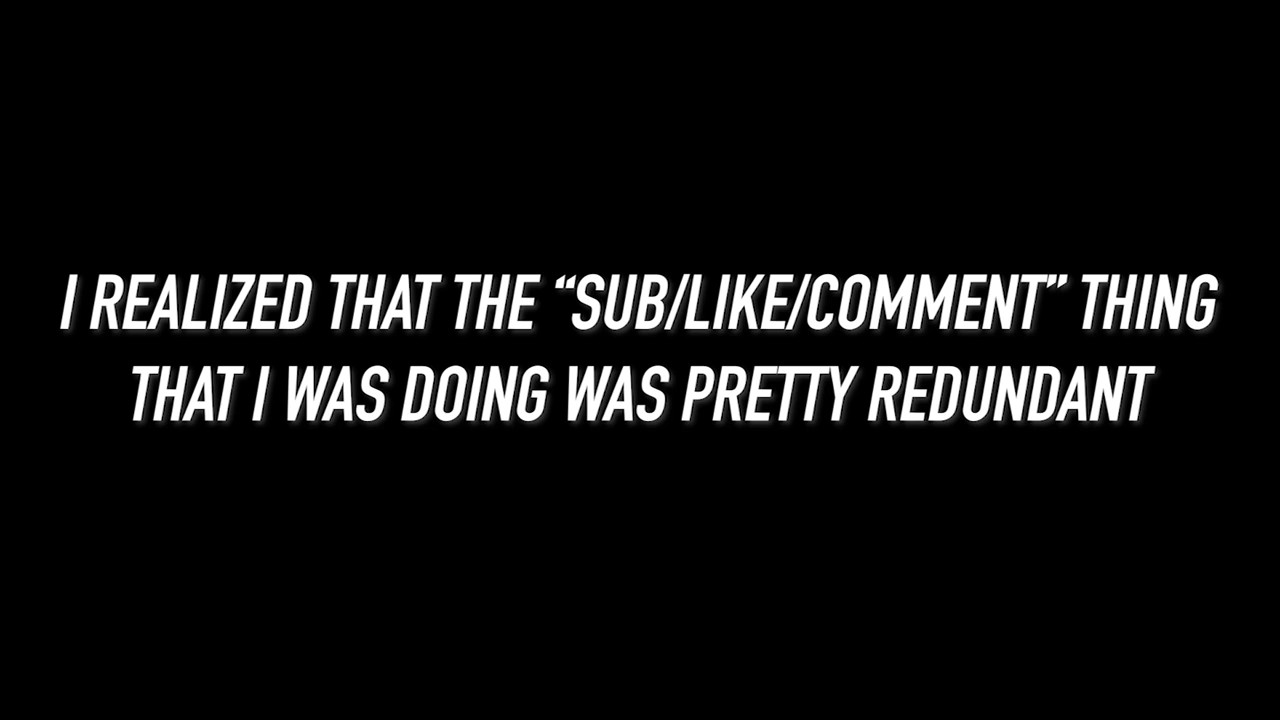 I REALIZED THAT THE “SUB/LIKE/COMMENT” THING
THAT I WAS DOING WAS PRETTY REDUNDANT